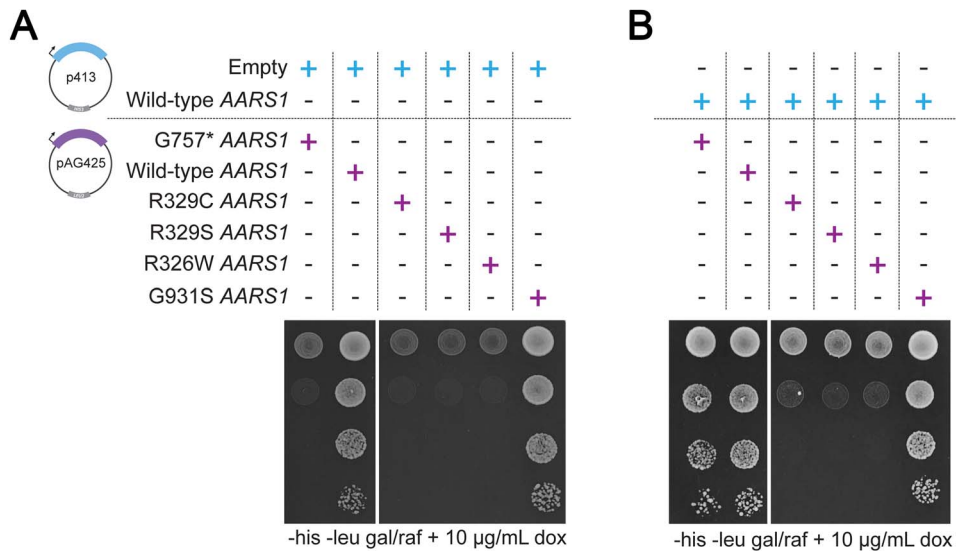 A
B
p413
Empty + + + + + + - - - - - -
Wild-type AARS1 - - - - - - + + + + + +
pAG425
G757* AARS1 + - - - - - + - - - - -
Wild-type AARS1 - + - - - - - + - - - -
R329C AARS1 - - + - - - - - + - - -
R329S AARS1 - - - + - - - - - + - -
R326W AARS1 - - - - + - - - - - + -
G931S AARS1 - - - - - + - - - - - +
-his -leu gal/raf + 10 µg/mL dox
-his -leu gal/raf + 10 µg/mL dox